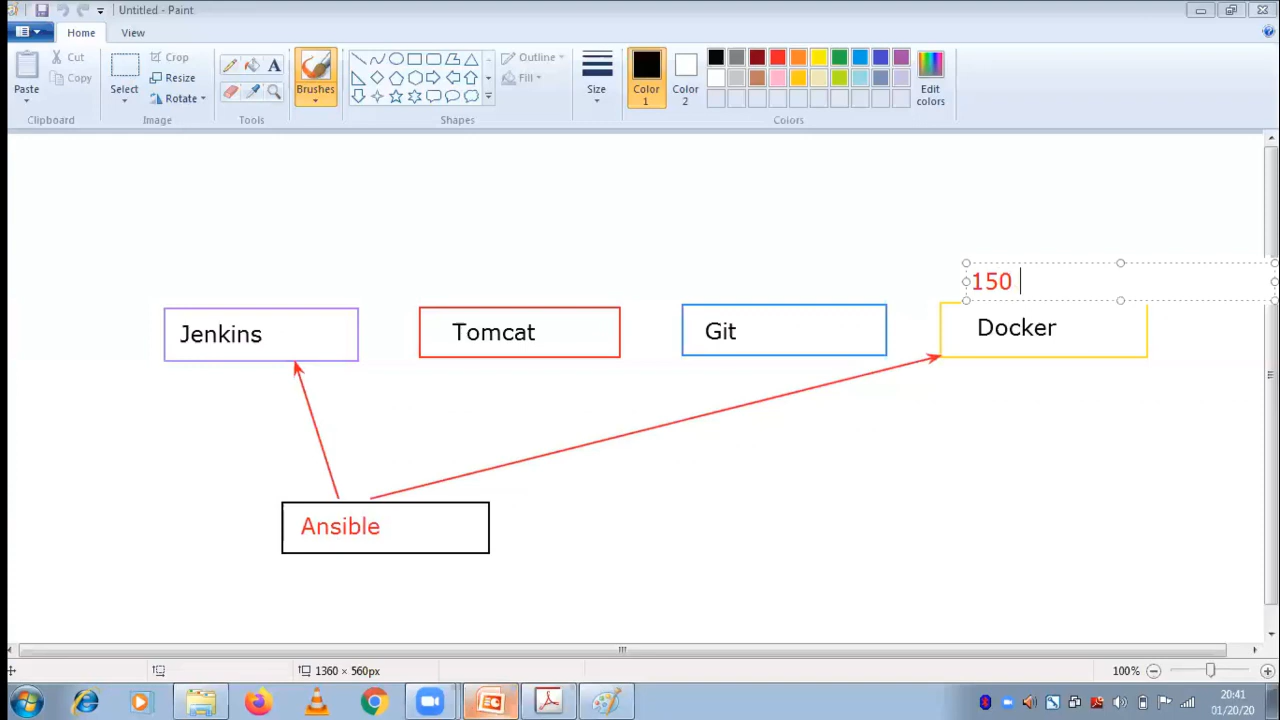 Untitled - Paint
Home
View
Paste
Cut
Copy
Clipboard
Select
Crop
Resize
Rotate
Image
A
Tools
Brushes
Outline
Fill
Shapes
Size
Color 1
Color 2
Edit colors
Colors
150
Jenkins
Tomcat
Git
Docker
Ansible
1360 × 560px
100%
20:41
01/20/20